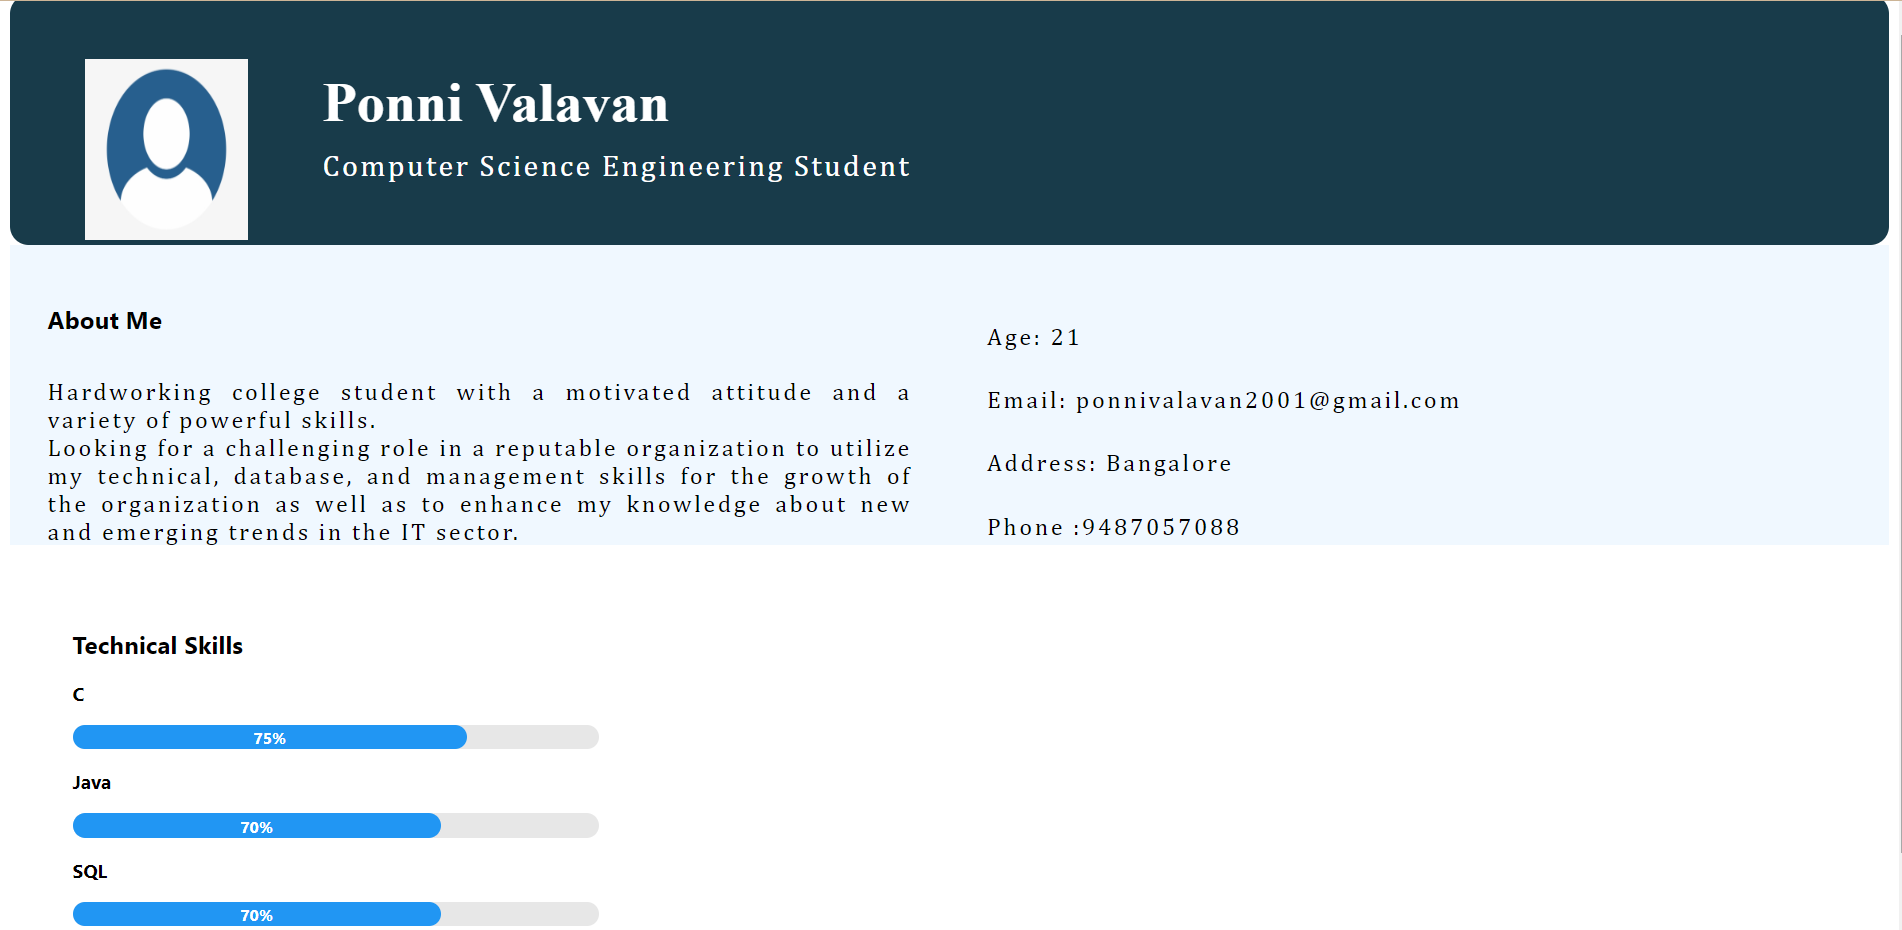 Ponni Valavan
Computer Science Engineering Student
About Me
Hardworking college student with a motivated attitude and a
variety of powerful skills.
Looking for a challenging role in a reputable organization to utilize
my technical, database, and management skills for the growth of
the organization as well as to enhance my knowledge about new
and emerging trends in the IT sector.
Age: 21
Email: ponnivalavan2001@gmail.com
Address: Bangalore
Phone :9487057088
Technical Skills
C
75%
Java
70%
SQL
70%